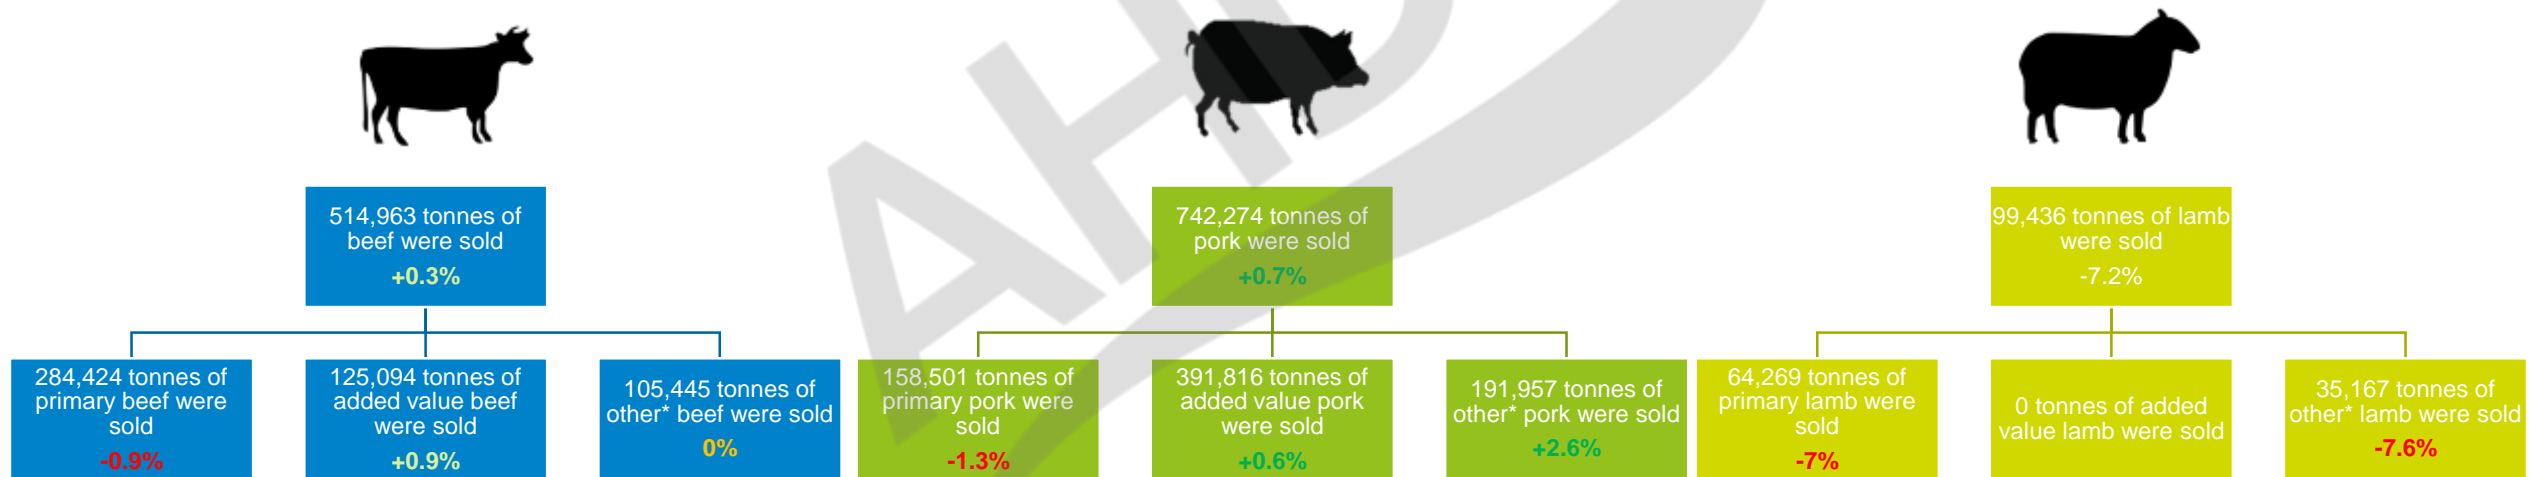 514,963 tonnes of
beef were sold
+0.3%
284,424 tonnes of
primary beef were
sold
-0.9%
125,094 tonnes of
added value beef
were sold
+0.9%
105,445 tonnes of
other* beef were sold
0%
742,274 tonnes of
pork were sold
+0.7%
158,501 tonnes of
primary pork were
sold
-1.3%
391,816 tonnes of
added value pork
were sold
+0.6%
191,957 tonnes of
other* pork were sold
+2.6%
99,436 tonnes of lamb
were sold
-7.2%
64,269 tonnes of
primary lamb were
sold
-7%
0 tonnes of added
value lamb were sold
35,167 tonnes of
other* lamb were sold
-7.6%